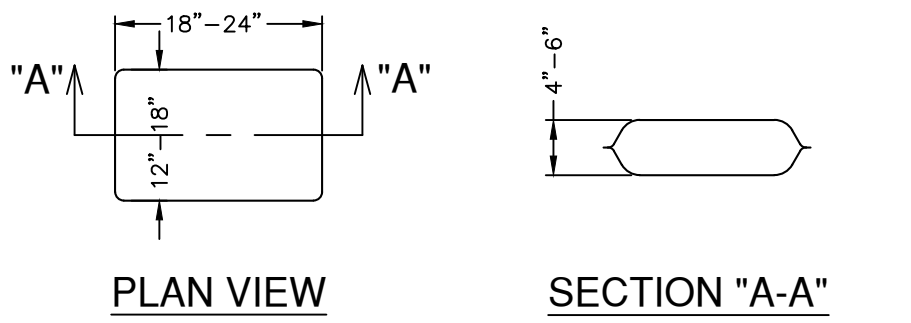 18"-24"
"A" "A"
12"-18"
4"-6"
PLAN VIEW
SECTION "A-A"